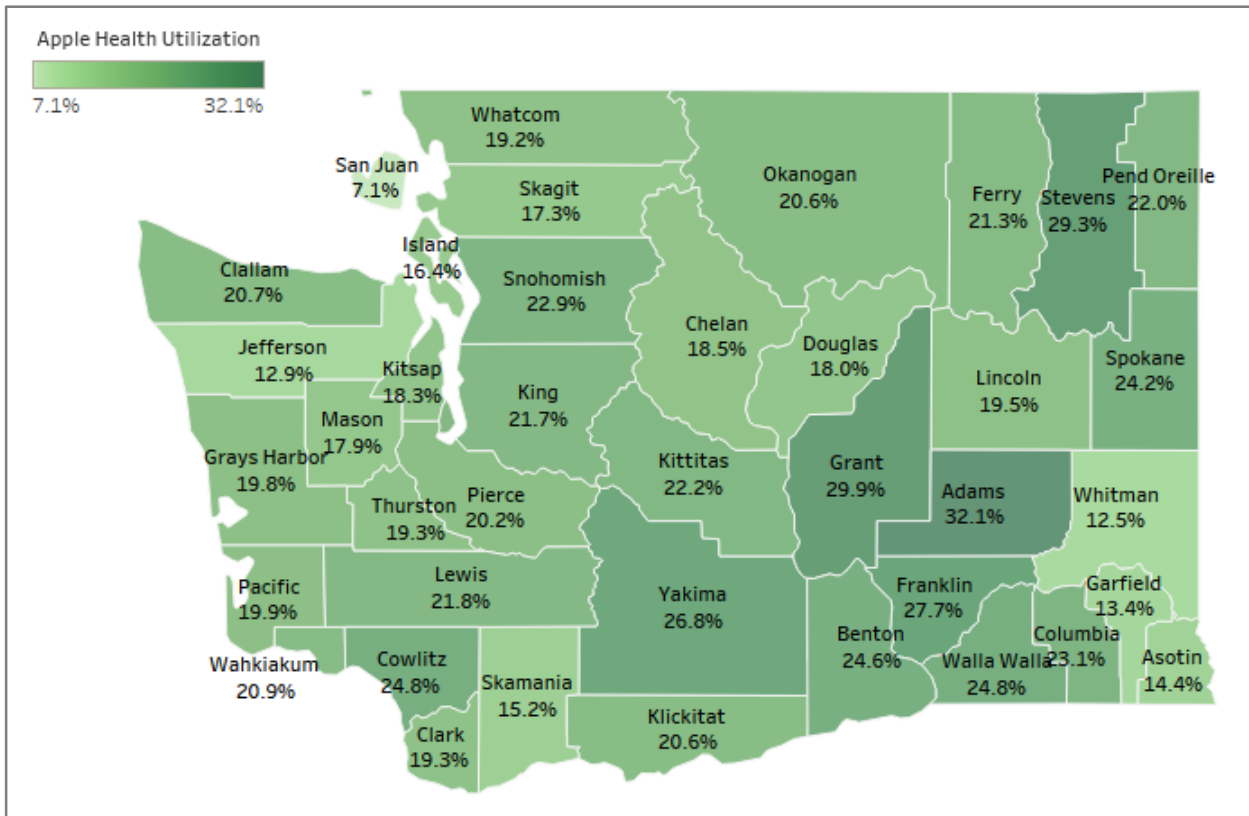 Apple Health Utilization
7.1%
32.1%
Whatcom
19.2%
San Juan
7.1%
Skagit
17.3%
Okanogan
20.6%
Ferry
21.3%
Stevens
29.3%
Pend Oreille
22.0%
Island
16.4%
Clallam
20.7%
Snohomish
22.9%
Chelan
18.5%
Douglas
18.0%
Jefferson
12.9%
Kitsap
18.3%
King
21.7%
Lincoln
19.5%
Spokane
24.2%
Mason
17.9%
Grays Harbor
19.8%
Kittitas
22.2%
Grant
29.9%
Adams
32.1%
Whitman
12.5%
Thurston
19.3%
Pierce
20.2%
Pacific
19.9%
Lewis
21.8%
Yakima
26.8%
Franklin
27.7%
Garfield
13.4%
Benton
24.6%
Walla Walla
24.8%
Columbia
23.1%
Asotin
14.4%
Wahkiakum
20.9%
Cowlitz
24.8%
Skamania
15.2%
Klickitat
20.6%
Clark
19.3%